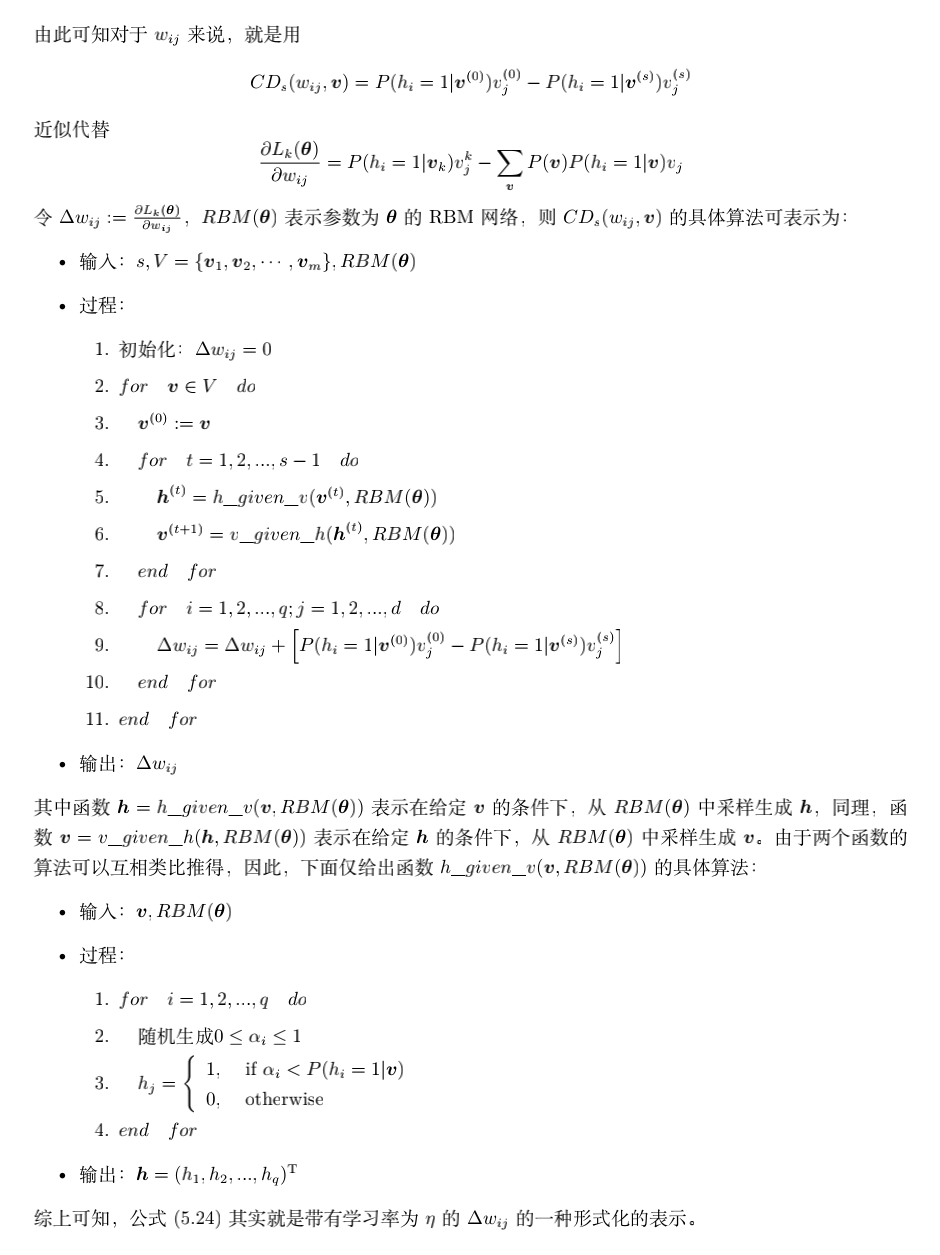 由此可知对于 $w_{ij}$ 来说，就是用
$$CD_s(w_{ij}, \boldsymbol{v}) = P(h_i = 1|\boldsymbol{v}^{(0)})v_j^{(0)} - P(h_i = 1|\boldsymbol{v}^{(s)})v_j^{(s)}$$
近似代替
$$\frac{\partial L_k(\boldsymbol{\theta})}{\partial w_{ij}} = P(h_i = 1|\boldsymbol{v}_k)v_j^k - \sum_{\boldsymbol{v}} P(\boldsymbol{v})P(h_i = 1|\boldsymbol{v})v_j$$
令 $\Delta w_{ij} := \frac{\partial L_k(\boldsymbol{\theta})}{\partial w_{ij}}$，$RBM(\boldsymbol{\theta})$ 表示参数为 $\boldsymbol{\theta}$ 的 RBM 网络，则 $CD_s(w_{ij}, \boldsymbol{v})$ 的具体算法可表示为：
• 输入：$s, V = \{\boldsymbol{v}_1, \boldsymbol{v}_2, \cdots, \boldsymbol{v}_m\}, RBM(\boldsymbol{\theta})$
• 过程：
1. 初始化：$\Delta w_{ij} = 0$
2. $for \quad \boldsymbol{v} \in V \quad do$
3. $\boldsymbol{v}^{(0)} := \boldsymbol{v}$
4. $for \quad t = 1, 2, ..., s - 1 \quad do$
5. $\boldsymbol{h}^{(t)} = h\_given\_v(\boldsymbol{v}^{(t)}, RBM(\boldsymbol{\theta}))$
6. $\boldsymbol{v}^{(t+1)} = v\_given\_h(\boldsymbol{h}^{(t)}, RBM(\boldsymbol{\theta}))$
7. $end \quad for$
8. $for \quad i = 1, 2, ..., q; j = 1, 2, ..., d \quad do$
9. $\Delta w_{ij} = \Delta w_{ij} + \left[P(h_i = 1|\boldsymbol{v}^{(0)})v_j^{(0)} - P(h_i = 1|\boldsymbol{v}^{(s)})v_j^{(s)}\right]$
10. $end \quad for$
11. $end \quad for$
• 输出：$\Delta w_{ij}$
其中函数 $\boldsymbol{h} = h\_given\_v(\boldsymbol{v}, RBM(\boldsymbol{\theta}))$ 表示在给定 $\boldsymbol{v}$ 的条件下，从 $RBM(\boldsymbol{\theta})$ 中采样生成 $\boldsymbol{h}$，同理，函
数 $\boldsymbol{v} = v\_given\_h(\boldsymbol{h}, RBM(\boldsymbol{\theta}))$ 表示在给定 $\boldsymbol{h}$ 的条件下，从 $RBM(\boldsymbol{\theta})$ 中采样生成 $\boldsymbol{v}$。由于两个函数的
算法可以互相类比推得，因此，下面仅给出函数 $h\_given\_v(\boldsymbol{v}, RBM(\boldsymbol{\theta}))$ 的具体算法：
• 输入：$\boldsymbol{v}, RBM(\boldsymbol{\theta})$
• 过程：
1. $for \quad i = 1, 2, ..., q \quad do$
2. 随机生成$0 \leq \alpha_i \leq 1$
3. $h_j = \begin{cases} 1, & \text{if } \alpha_i < P(h_i = 1|\boldsymbol{v}) \\ 0, & \text{otherwise} \end{cases}$
4. $end \quad for$
• 输出：$\boldsymbol{h} = (h_1, h_2, ..., h_q)^{\mathrm{T}}$
综上可知，公式 (5.24) 其实就是带有学习率为 $\eta$ 的 $\Delta w_{ij}$ 的一种形式化的表示。